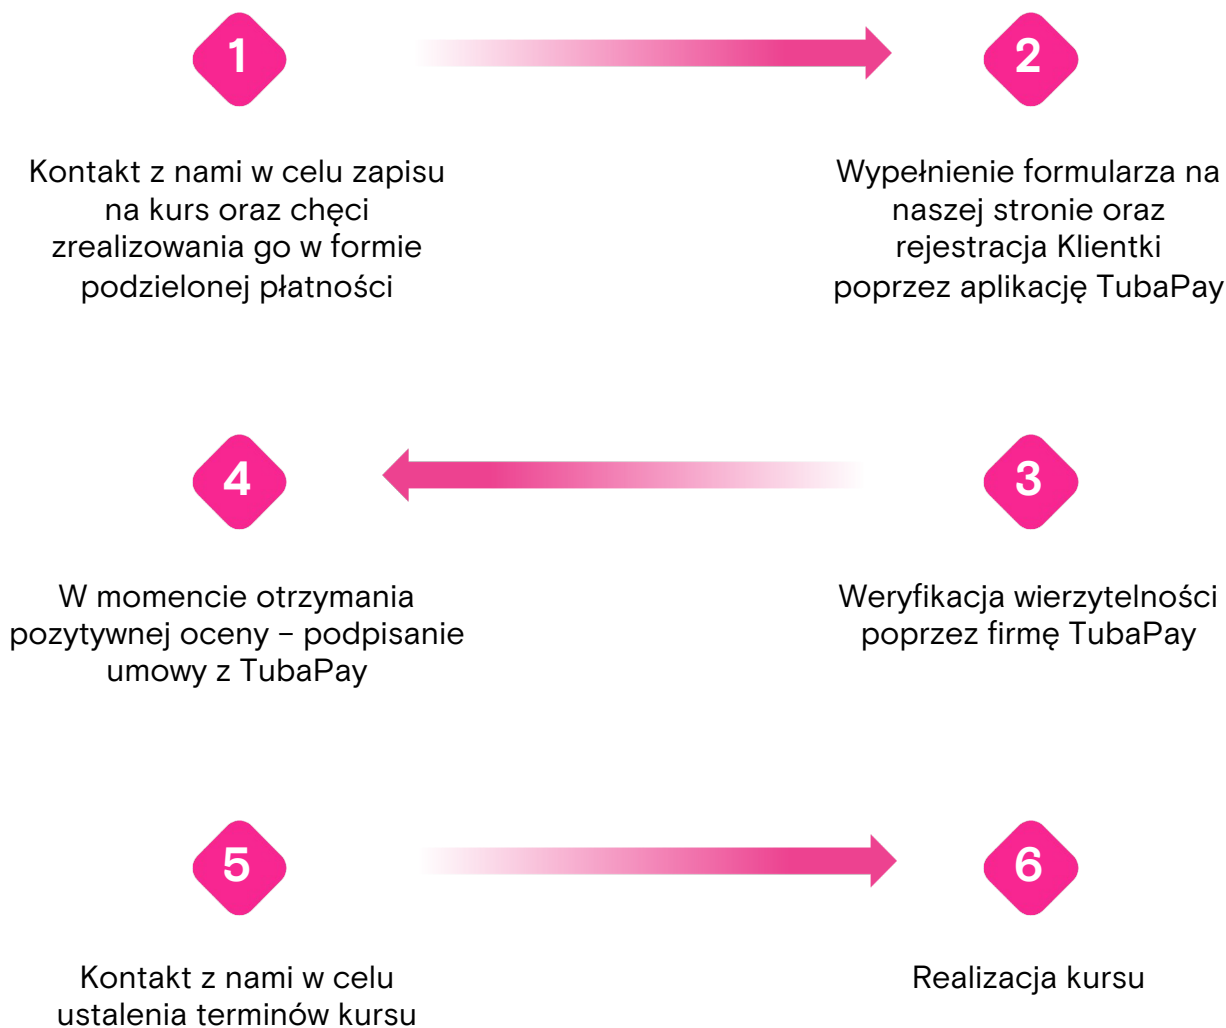 1
Kontakt z nami w celu zapisu
na kurs oraz chęci
zrealizowania go w formie
podzielonej płatności
2
Wypełnienie formularza na
naszej stronie oraz
rejestracja Klientki
poprzez aplikację TubaPay
3
Weryfikacja wierzytelności
poprzez firmę TubaPay
4
W momencie otrzymania
pozytywnej oceny – podpisanie
umowy z TubaPay
5
Kontakt z nami w celu
ustalenia terminów kursu
6
Realizacja kursu